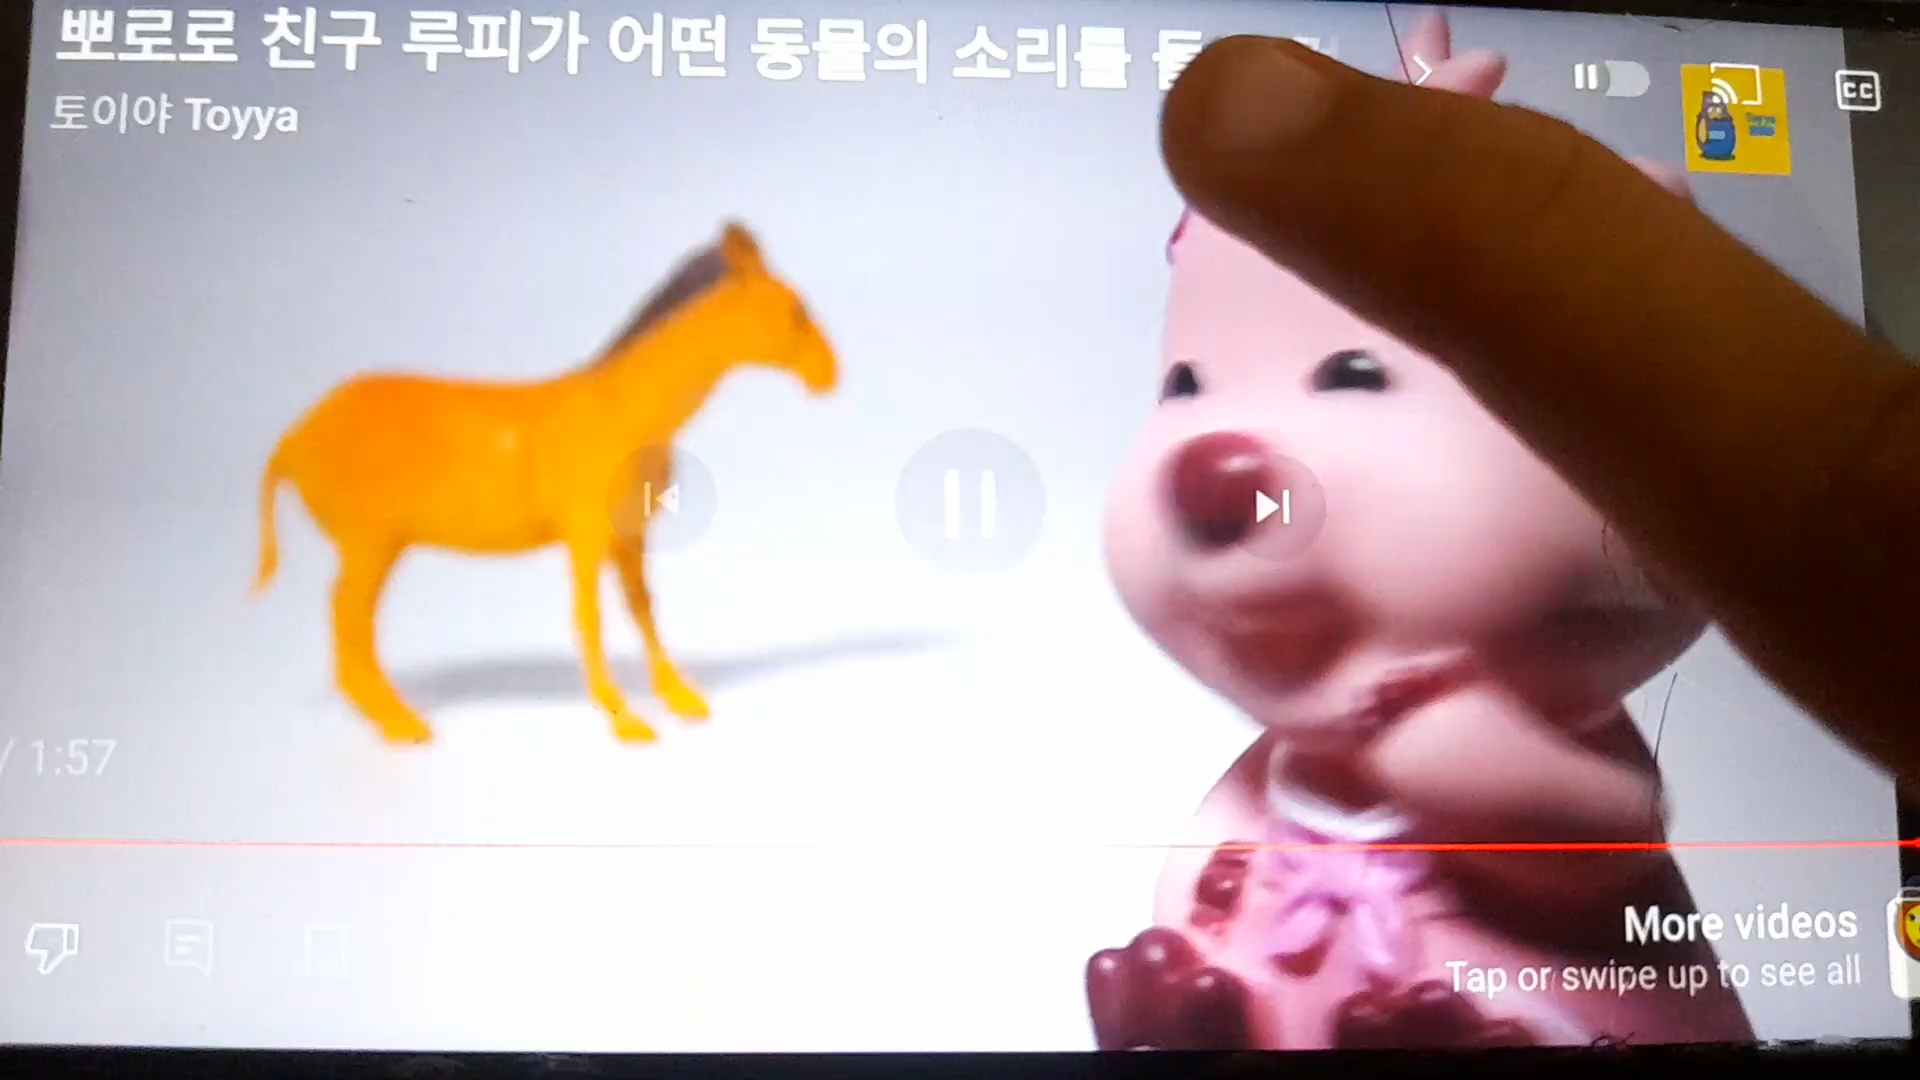 뽀로로 친구 루피가 어떤 동물의 소리를
토이야 Toyya
CC
/ 1:57
More videos
Tap or swipe up to see all